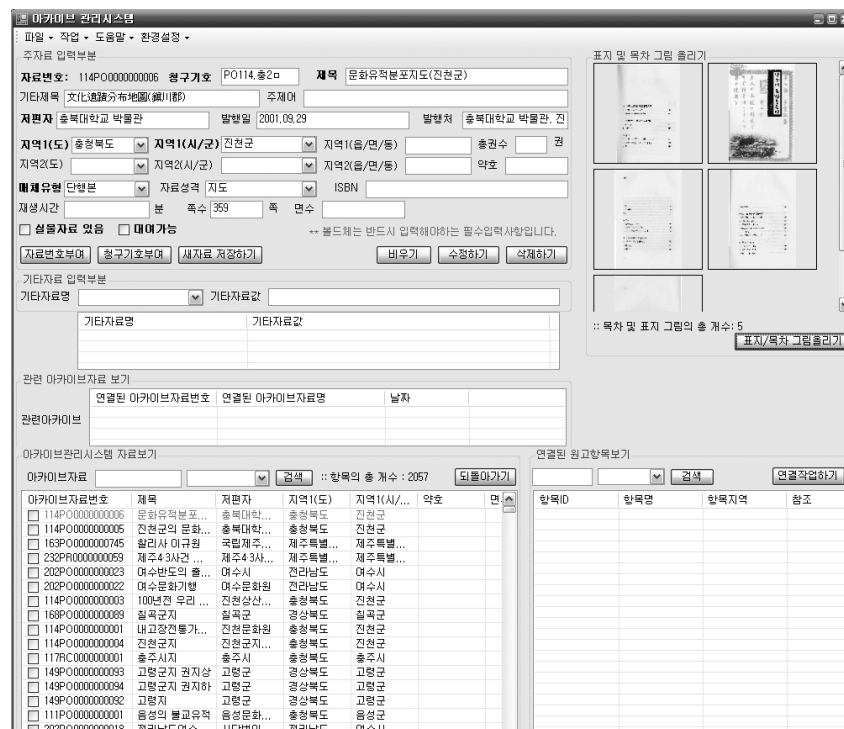 아카이브 관리시스템
파일 작업 도움말 환경설정
주자료 입력부분
자료번호: 114PO0000000006 청구기호 PO114,충2ㅁ 제목 문화유적분포지도(진천군)
기타제목 文化遺蹟分布地圖(鎭川郡) 주제어
저편자 충북대학교 박물관 발행일 2001,09,29 발행처 충북대학교 박물관, 진
지역1(도) 충청북도 지역1(시/군) 진천군 지역1(읍/면/동) 총권수 권
지역2(도) 지역2(시/군) 지역2(읍/면/동) 약호
매체유형 단행본 자료성격 지도 ISBN
재생시간 분 쪽수 359 쪽 면수
실물자료 있음 대여가능 ++ 볼드체는 반드시 입력해야하는 필수입력사항입니다.
자료번호부여 청구기호부여 새자료 저장하기 비우기 수정하기 삭제하기
표지 및 목차 그림 올리기
:: 목차 및 표지 그림의 총 개수: 5
표지/목차 그림올리기
기타자료 입력부분
기타자료명 기타자료값
기타자료명 기타자료값
관련 아카이브자료 보기
연결된 아카이브자료번호 연결된 아카이브자료명 날짜
관련아카이브
아카이브관리시스템 자료보기
아카이브자료 검색 :: 항목의 총 개수 : 2057 되돌아가기
아카이브자료번호 제목 저편자 지역1(도) 지역1(시/... 약호 면
114PO0000000006 문화유적분포... 충북대학... 충청북도 진천군
114PO0000000005 진천군의 문화... 충북대학... 충청북도 진천군
163PO0000000745 할리사 이규원 국립제주... 제주특별... 제주특별...
232PR0000000059 제주4·3사건 ... 제주4·3사... 제주특별... 제주특별...
202PO0000000023 여수반도의 출... 여수시 전라남도 여수시
202PO0000000022 여수문화기행 여수문화원 전라남도 여수시
114PO0000000003 100년전 우리 ... 진천상산... 충청북도 진천군
168PO0000000089 칠곡군지 칠곡군 경상북도 칠곡군
114PO0000000001 내고장전통가... 진천문화원 충청북도 진천군
114PO0000000004 진천군지 진천군지... 충청북도 진천군
117RC0000000001 충주시지 충주시 충청북도 충주시
149PO0000000093 고령군지 권지상 고령군 경상북도 고령군
149PO0000000094 고령군지 권지하 고령군 경상북도 고령군
149PO0000000092 고령지 고령군 경상북도 고령군
111PO0000000001 음성의 불교유적 음성문화... 충청북도 음성군
연결된 원고항목보기
검색 연결작업하기
항목ID 항목명 항목지역 참조